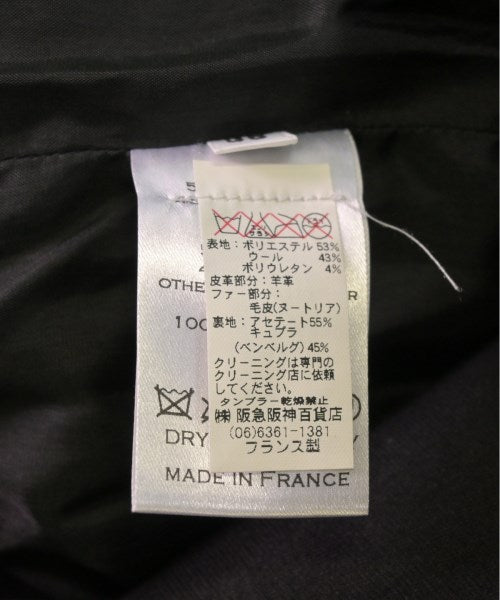 表地：ポリエステル 53%
ウール 43%
ポリウレタン 4%
皮革部分：羊革
ファー部分：
毛皮(ヌートリア)
裏地：アセテート55%
キュプラ
(ベンベルグ) 45%
クリーニングは専門の
クリーニング店に依頼
してください。
タンブラー乾燥禁止
㈱ 阪急阪神百貨店
(06)6361-1381
フランス製
OTHE
R
100
DRY
Y
MADE IN FRANCE